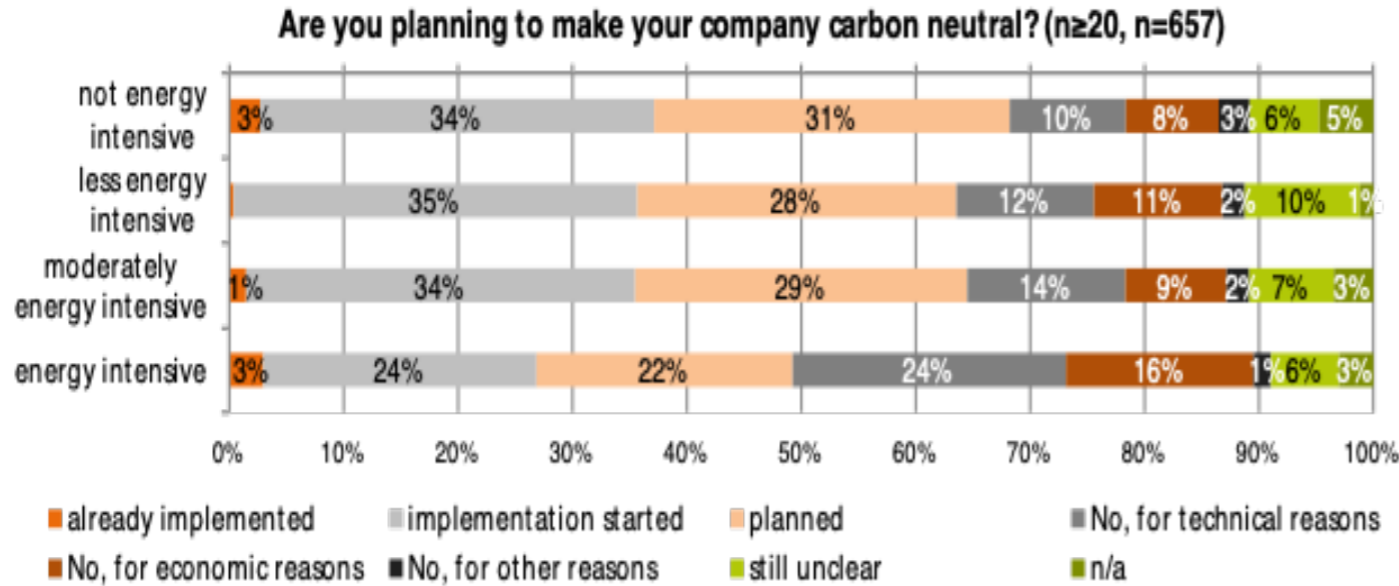 Are you planning to make your company carbon neutral? (n≥20, n=657)
not energy
intensive
3% 34% 31% 10% 8% 3% 6% 5%
less energy
intensive
35% 28% 12% 11% 2% 10% 1%
moderately
energy intensive
1% 34% 29% 14% 9% 2% 7% 3%
energy intensive
3% 24% 22% 24% 16% 1% 6% 3%
0% 10% 20% 30% 40% 50% 60% 70% 80% 90% 100%
already implemented implementation started planned No, for technical reasons
No, for economic reasons No, for other reasons still unclear n/a